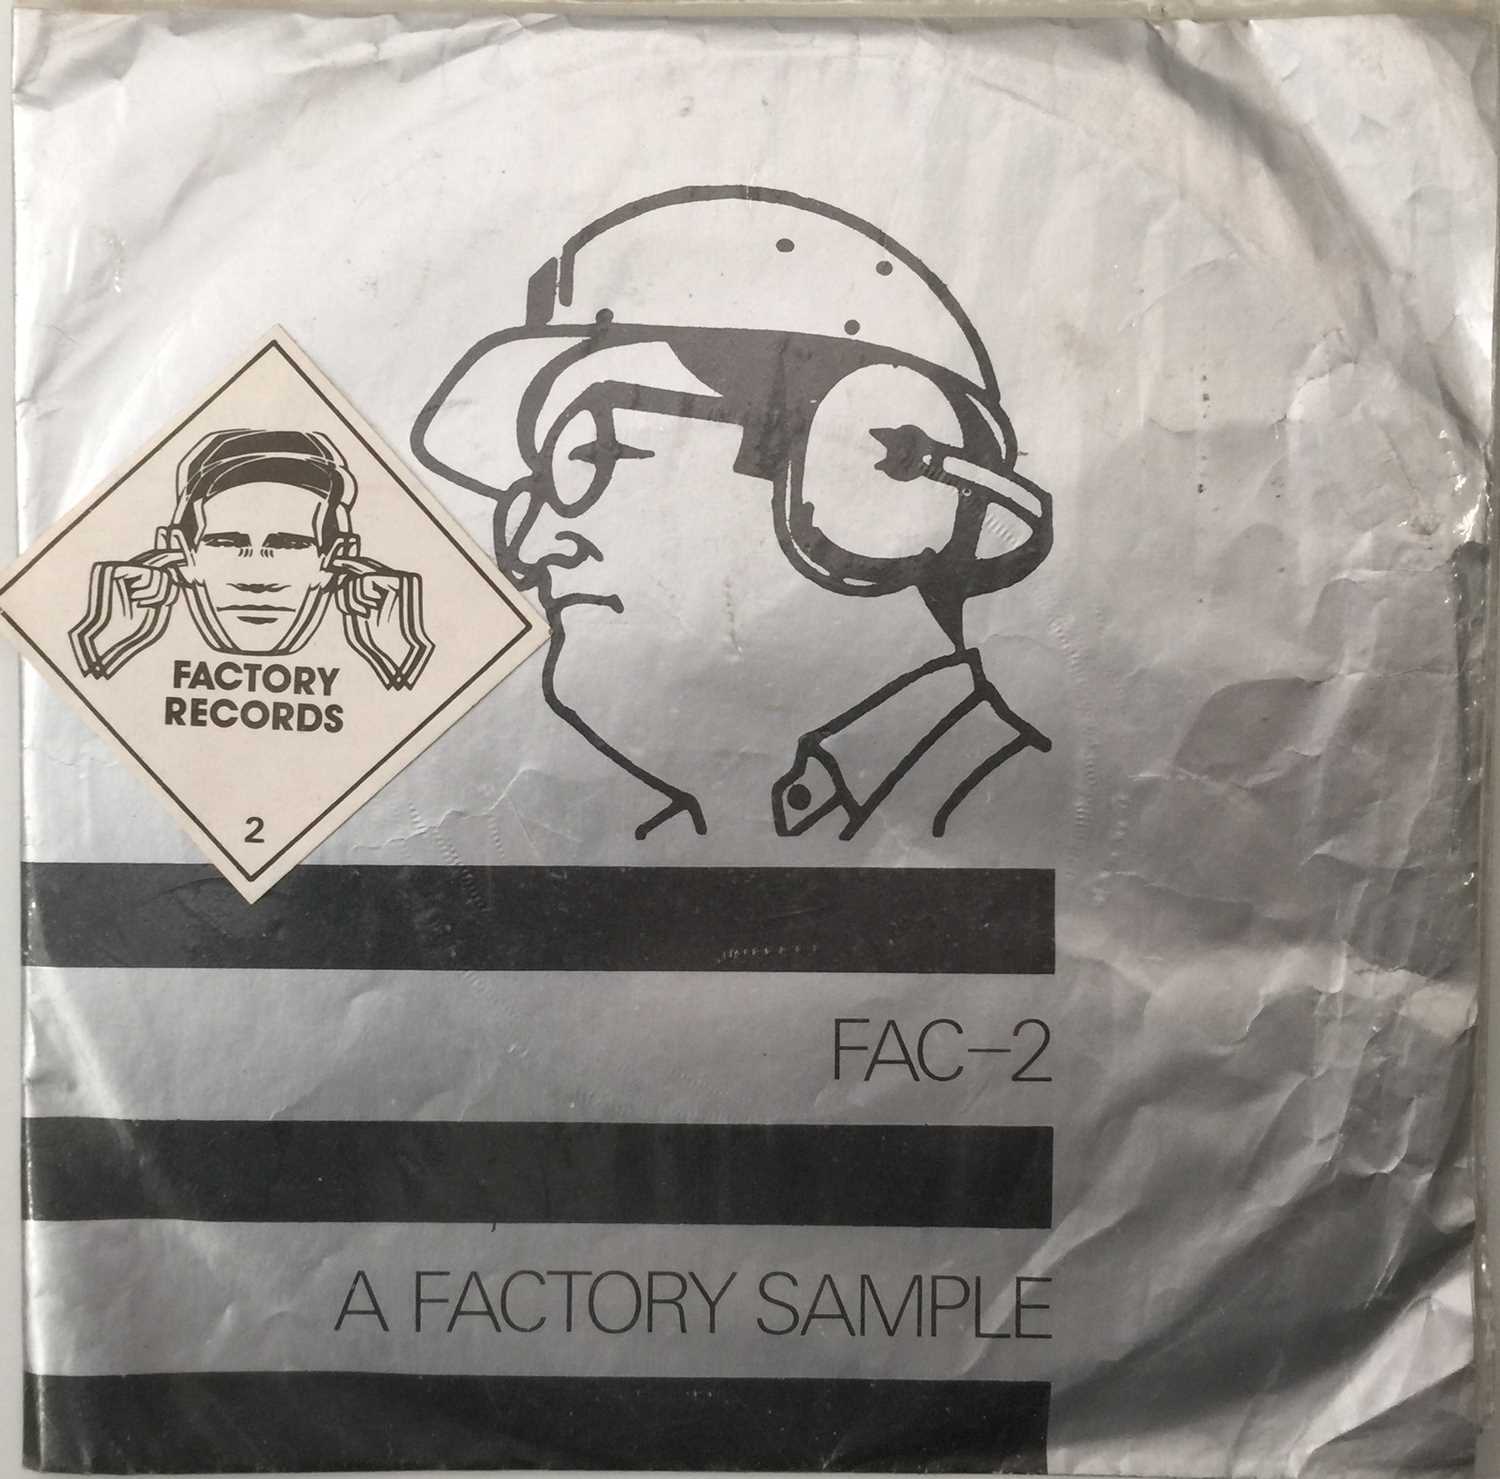 FACTORY
RECORDS
2
FAC–2
A FACTORY SAMPLE